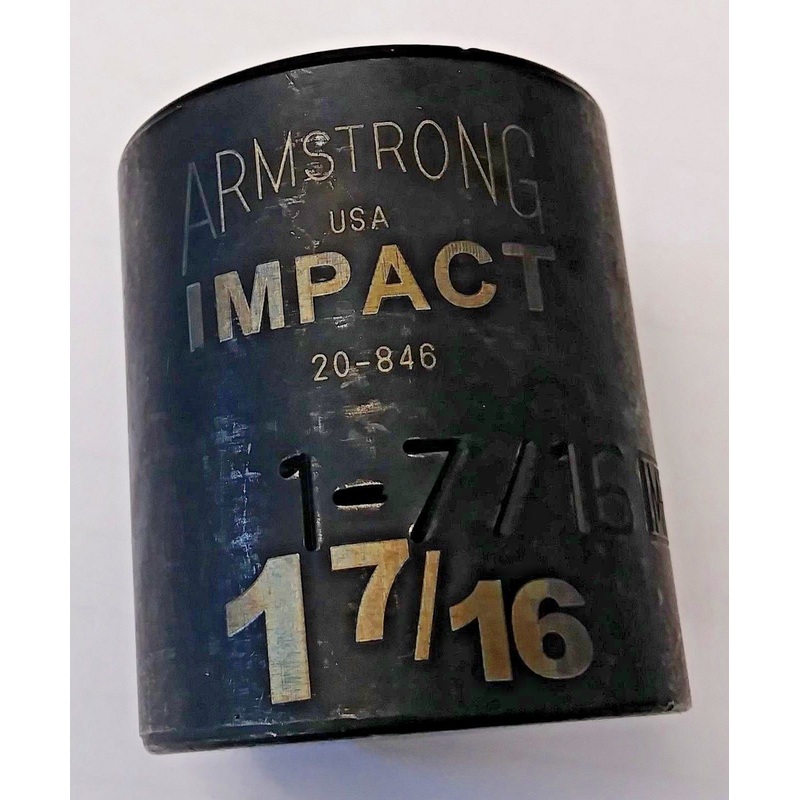 ARMSTRONG
USA
IMPACT
20-846
1-7/16
1 7/16